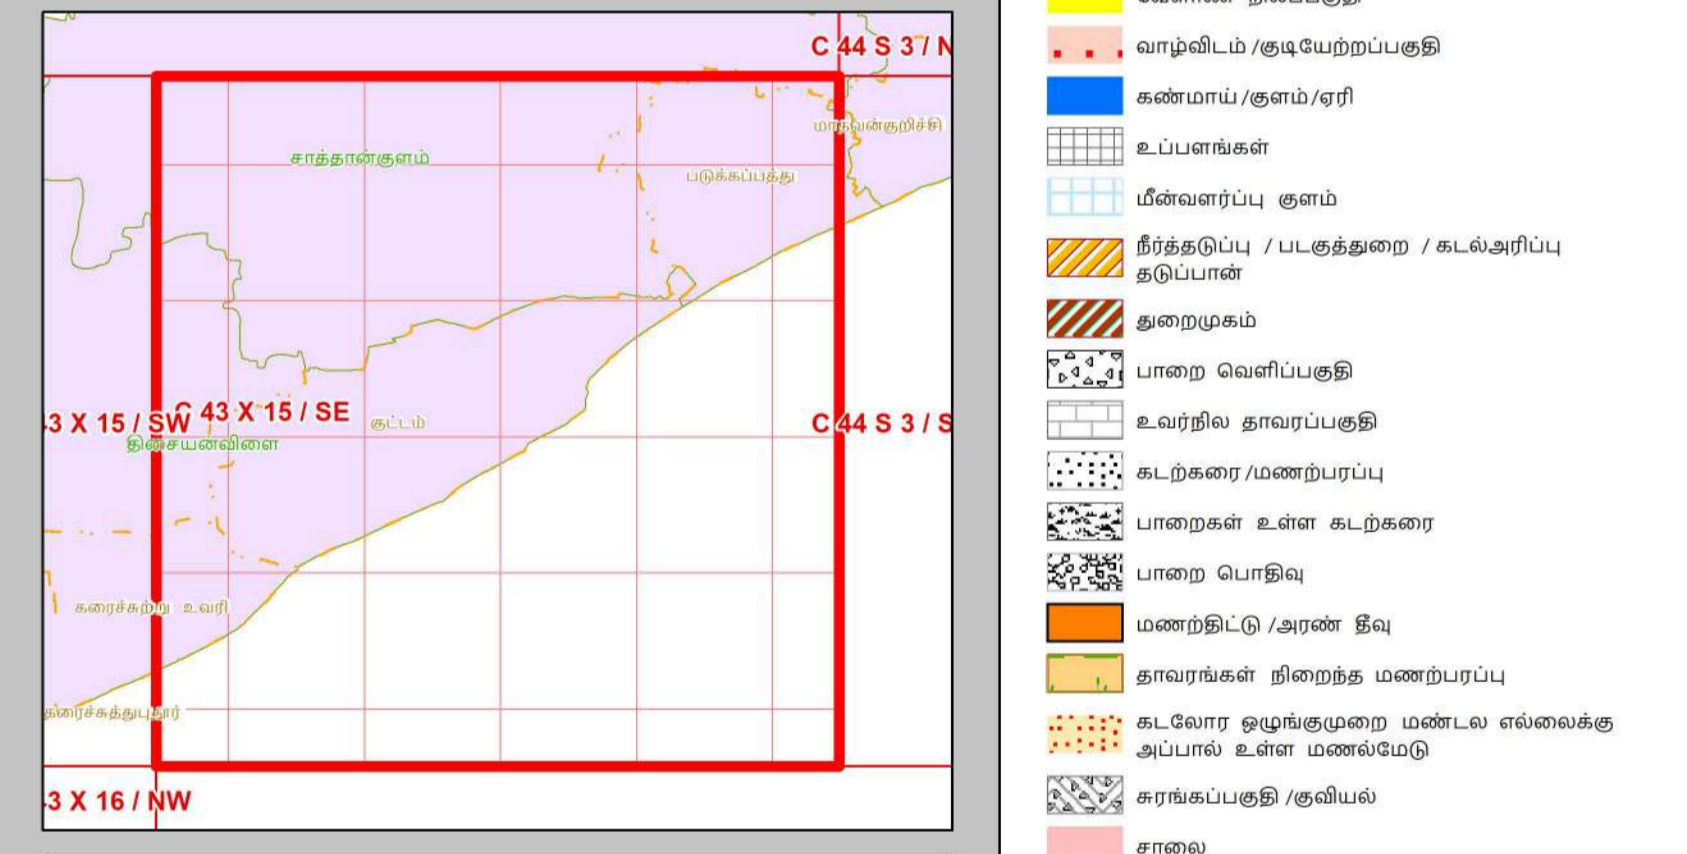 C 44 S 3 / N
மாதவன்குறிச்சி
சாத்தான்குளம்
படுக்கப்பத்து
C 43 X 15 / SE
43 X 15 / SW
குட்டம்
C 44 S 3 / S
திசையன்விளை
கரைச்சுற்று உவரி
கரைச்சுத்துபுதூர்
43 X 16 / NW
வாழ்விடம் /குடியேற்றப்பகுதி
கண்மாய் /குளம் /ஏரி
உப்பளங்கள்
மீன்வளர்ப்பு குளம்
நீர்த்தடுப்பு / படகுத்துறை / கடல்அரிப்பு
தடுப்பான்
துறைமுகம்
பாறை வெளிப்பகுதி
உவர்நில தாவரப்பகுதி
கடற்கரை /மணற்பரப்பு
பாறைகள் உள்ள கடற்கரை
பாறை பொதிவு
மணற்திட்டு /அரண் தீவு
தாவரங்கள் நிறைந்த மணற்பரப்பு
கடலோர ஒழுங்குமுறை மண்டல எல்லைக்கு
அப்பால் உள்ள மணல்மேடு
சுரங்கப்பகுதி /குவியல்
சாலை